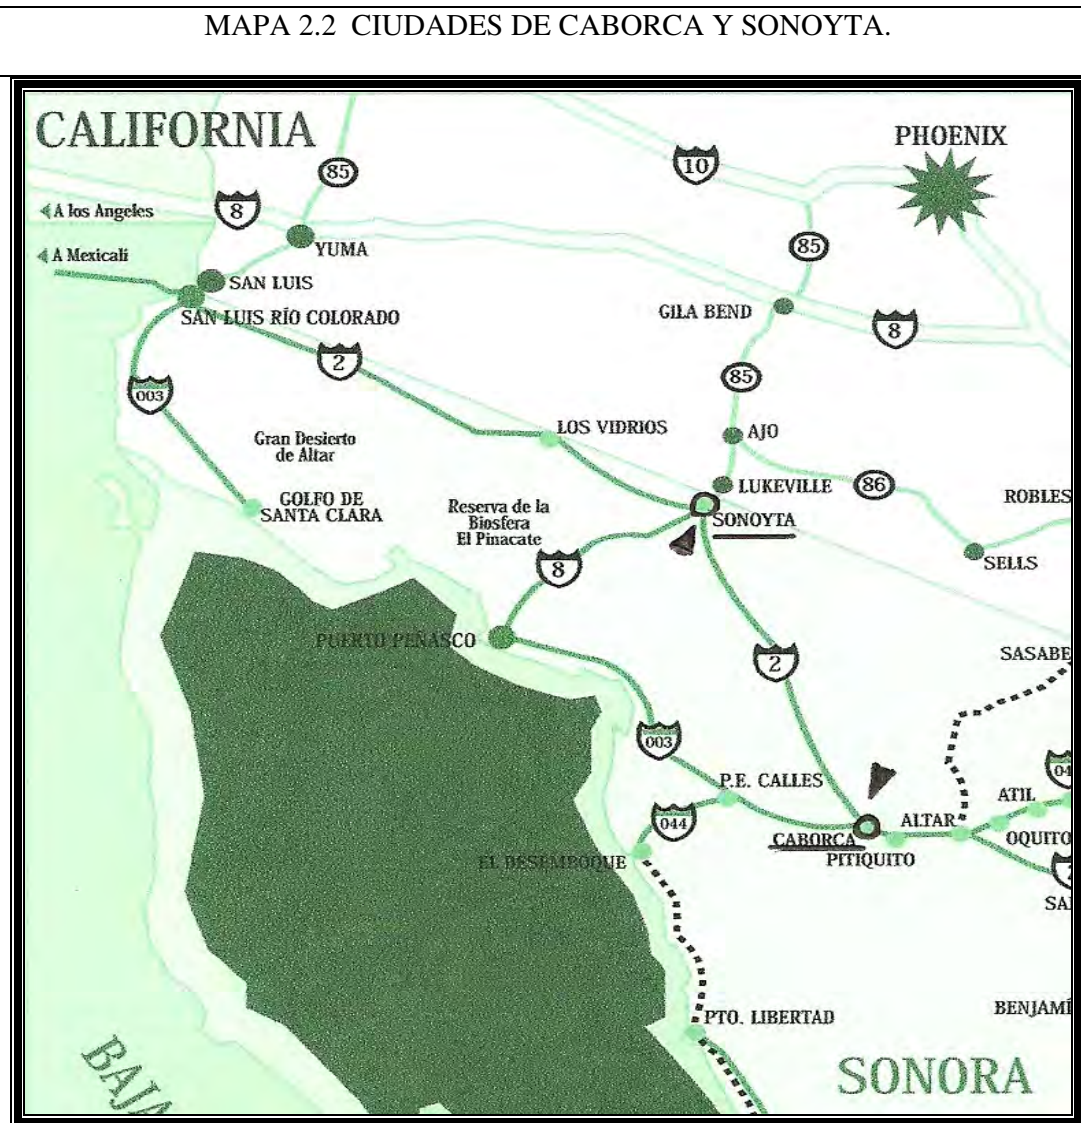 MAPA 2.2 CIUDADES DE CABORCA Y SONOYTA.
CALIFORNIA
PHOENIX
10
85
8
A los Angeles
YUMA
85
A Mexicali
SAN LUIS
SAN LUIS RÍO COLORADO
GILA BEND
8
2
85
003
LOS VIDRIOS
AJO
Gran Desierto
de Altar
LUKEVILLE
86
GOLFO DE
SANTA CLARA
Reserva de la
Biosfera
El Pinacate
SONOYTA
ROBLES
SELLS
8
PUERTO PEÑASCO
2
SASABE
003
P.E. CALLES
04
ATIL
044
CABORCA
ALTAR
OQUITO
PITIQUITO
EL DESEMBOQUE
2
SA
PTO. LIBERTAD
BENJAMÍ
BAJA
SONORA